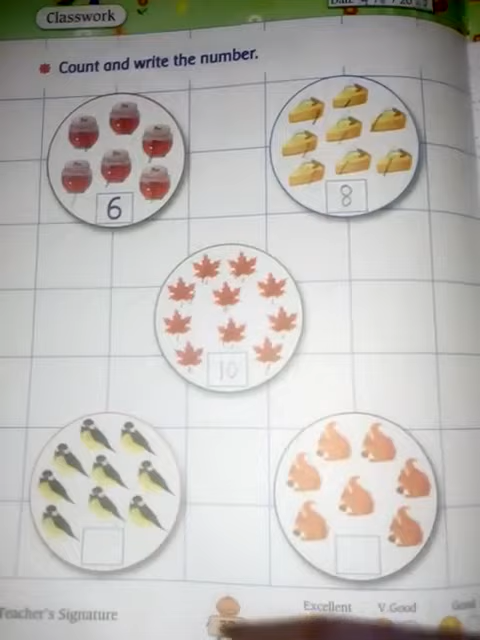 Classwork
Count and write the number.
6
8
10
Teacher's Signature
Excellent V.Good Good